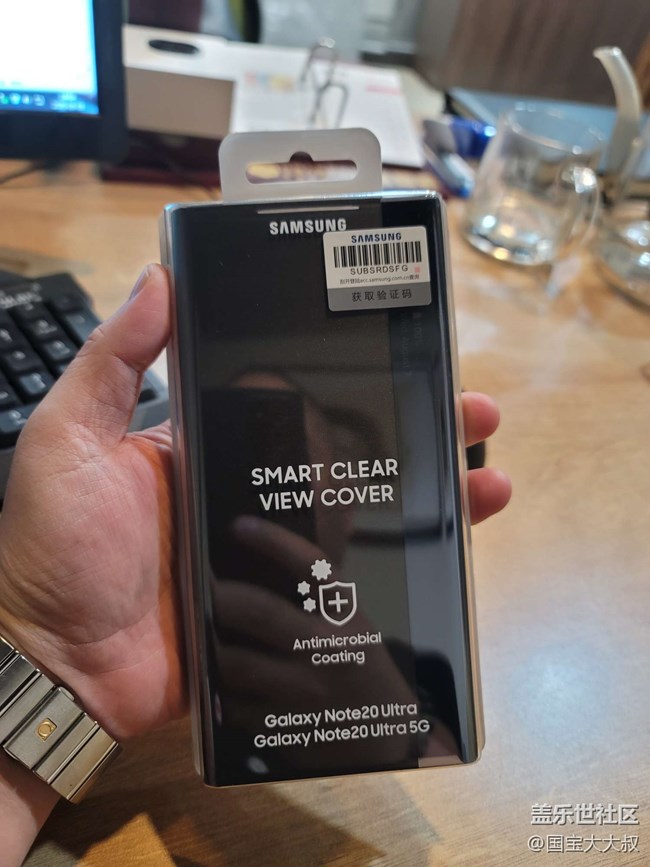 SAMSUNG
SAMSUNG
SUBSRDSFG
获取验证码
SMART CLEAR
VIEW COVER
Antimicrobial
Coating
Galaxy Note20 Ultra
Galaxy Note20 Ultra 5G
盖乐世社区
@国宝大大叔